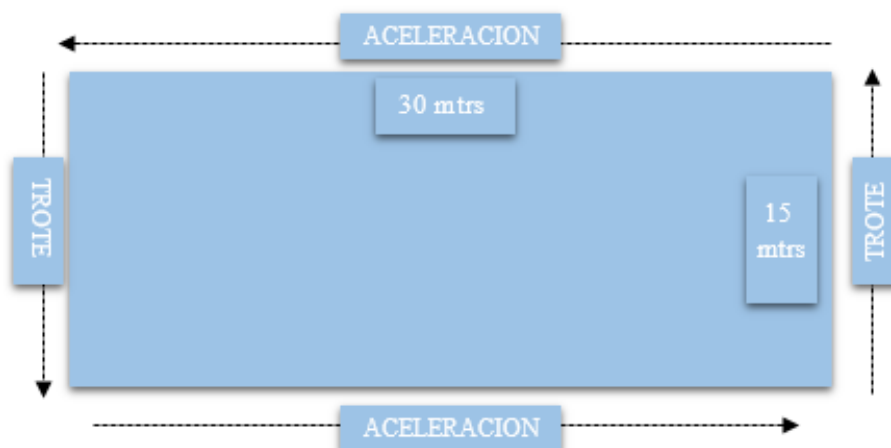 ACELERACION
30 mtrs
TROTE
15
mtrs
TROTE
ACELERACION